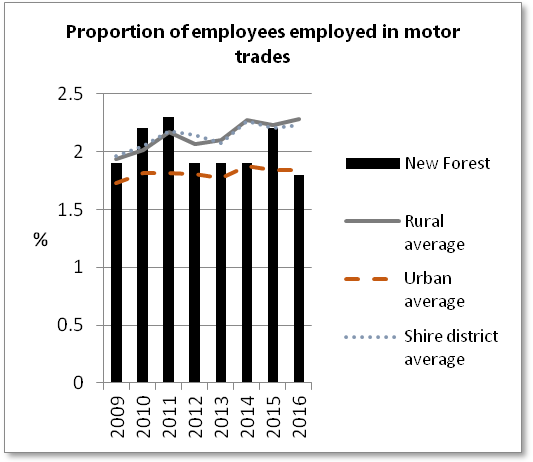 Proportion of employees employed in motor
trades
2.5
2
1.5
1
0.5
0
%
2009
2010
2011
2012
2013
2014
2015
2016
New Forest
Rural
average
Urban
average
Shire district
average